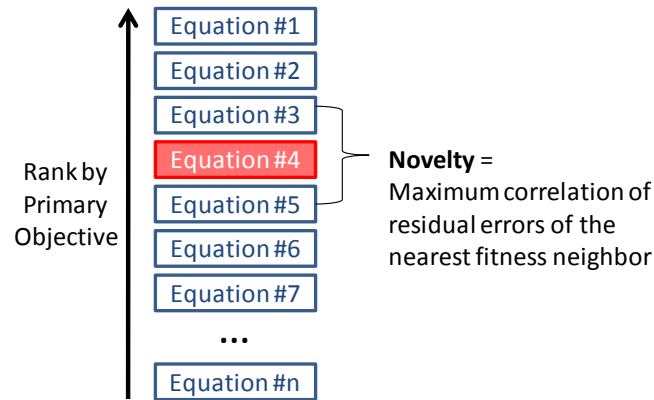 Equation #1
Equation #2
Equation #3
Equation #4
Equation #5
Equation #6
Equation #7
...
Equation #n
Rank by
Primary
Objective
Novelty =
Maximum correlation of
residual errors of the
nearest fitness neighbor